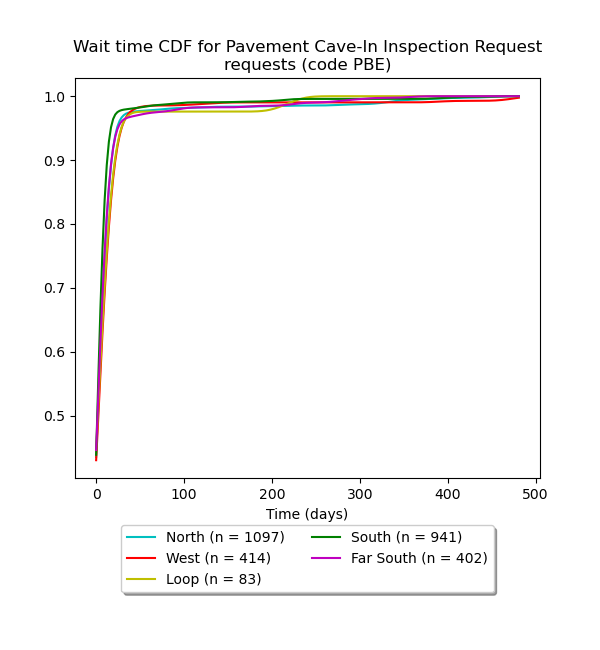 Wait time CDF for Pavement Cave-In Inspection Request
requests (code PBE)
1.0
0.9
0.8
0.7
0.6
0.5
0 100 200 300 400 500
Time (days)
North (n = 1097)
West (n = 414)
Loop (n = 83)
South (n = 941)
Far South (n = 402)